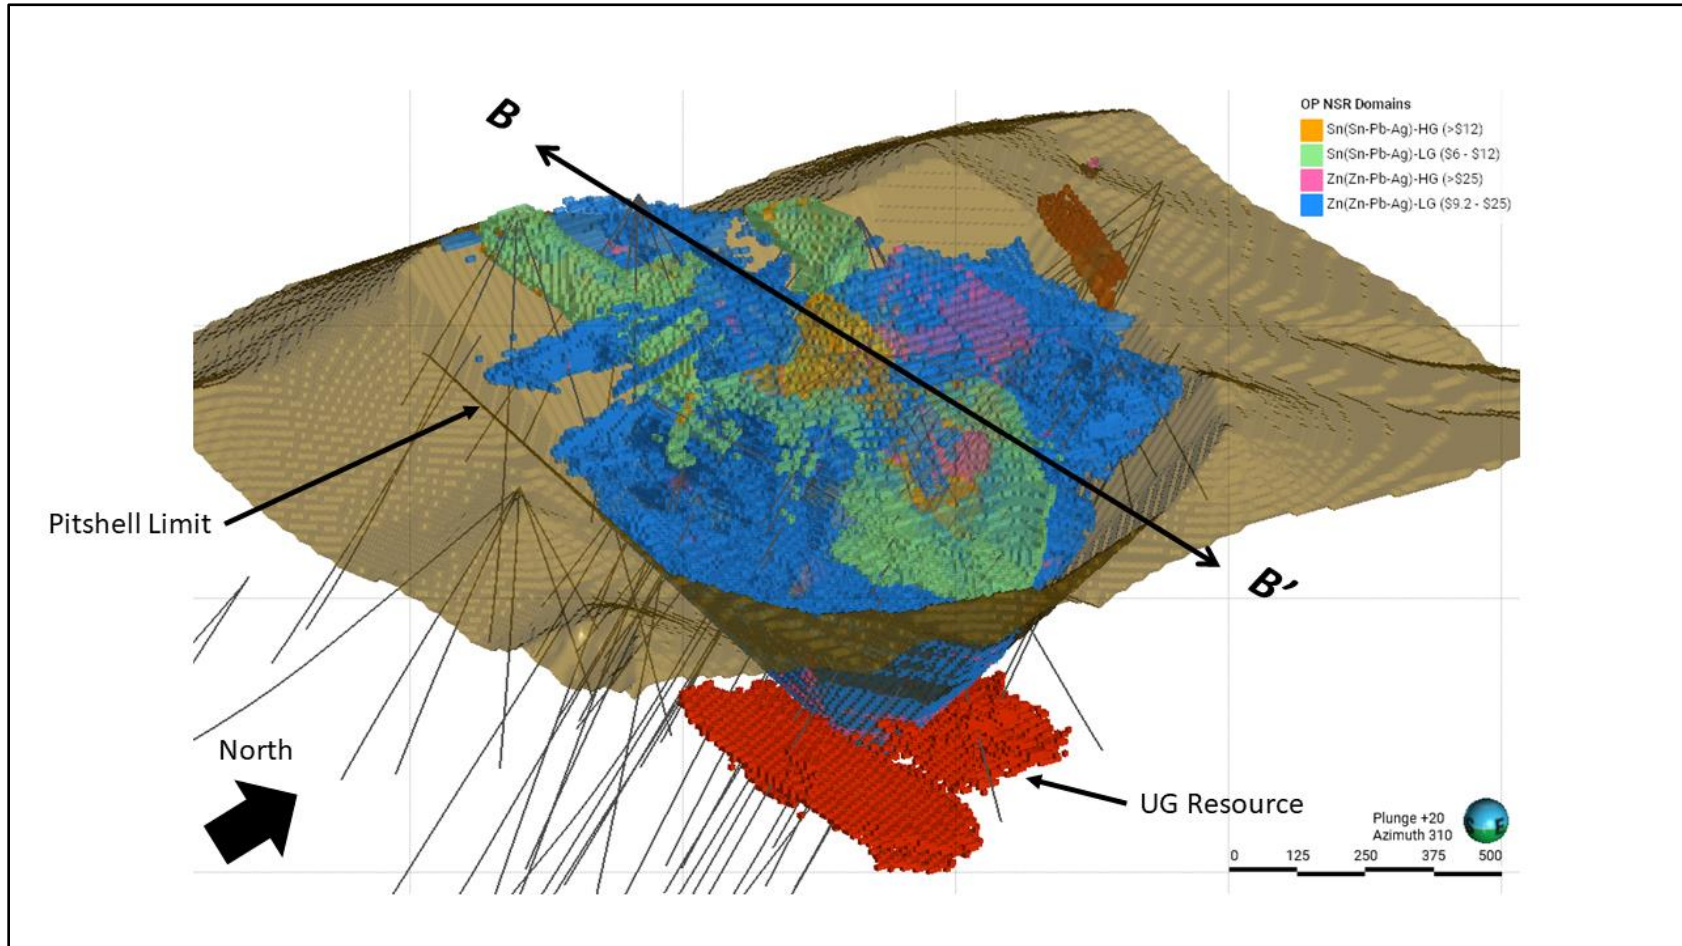 B
OP NSR Domains
Sn(Sn-Pb-Ag)-HG (>$12)
Sn(Sn-Pb-Ag)-LG ($6 - $12)
Zn(Zn-Pb-Ag)-HG (>$25)
Zn(Zn-Pb-Ag)-LG ($9.2 - $25)
Pitshell Limit
B'
North
UG Resource
Plunge +20
Azimuth 310
S E
0 125 250 375 500